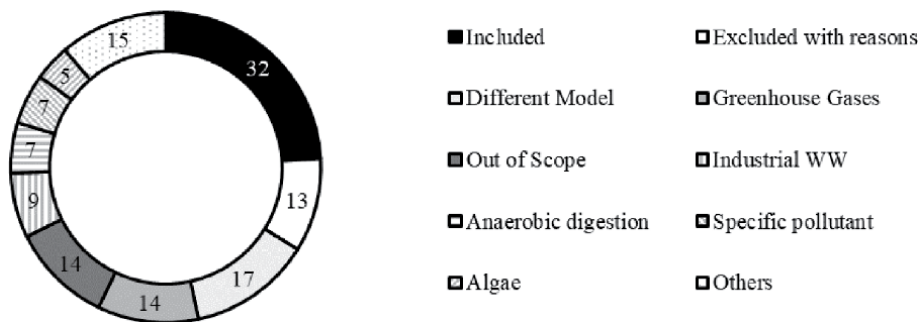 15
32
5
7
7
13
9
14
14
17
Included
Excluded with reasons
Different Model
Greenhouse Gases
Out of Scope
Industrial WW
Anaerobic digestion
Specific pollutant
Algae
Others